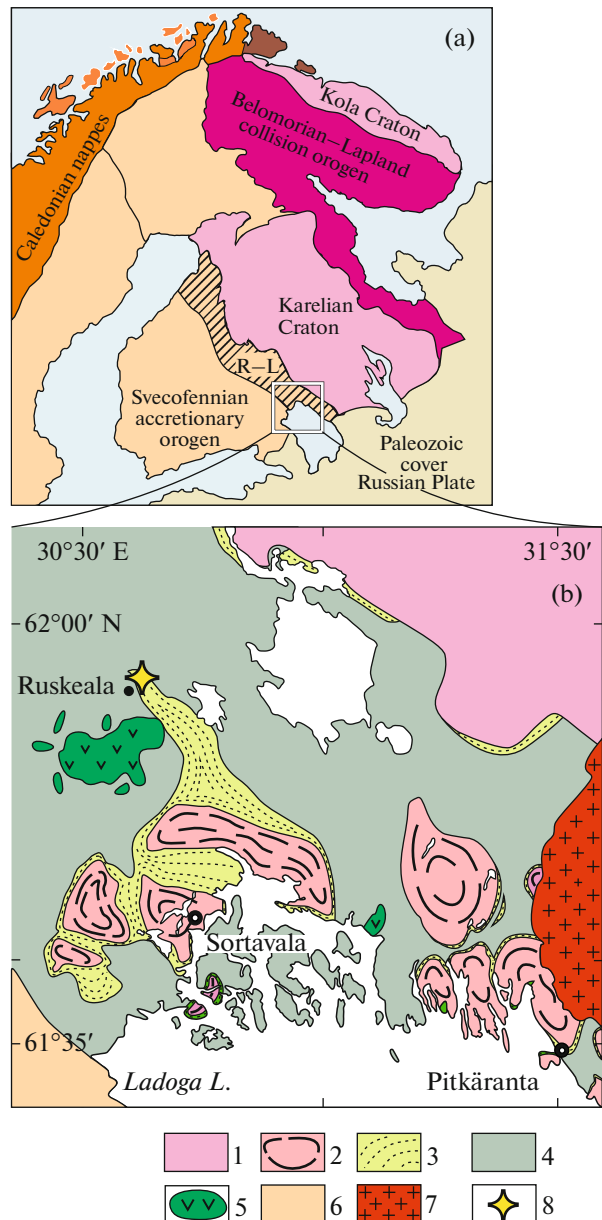 (a)
Kola Craton
Belomorian–Lapland
collision orogen
Caledonian nappes
Karelian
Craton
R–L
Svecofennian
accretionary
orogen
Paleozoic
cover
Russian Plate
30°30′ E
31°30′
(b)
62°00′ N
Ruskeala
Sortavala
61°35′
Ladoga L.
Pitkäranta
1 2 3 4
5 6 7 8